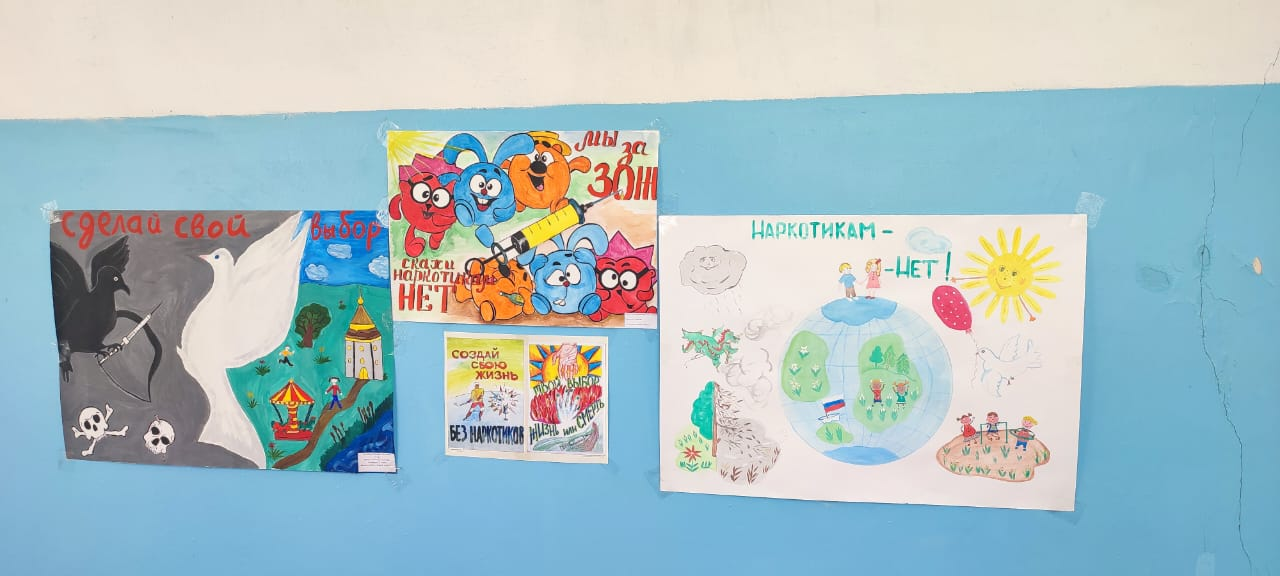 сделай свой выбор
мы за ЗОЖ
скажи
наркотикам
НЕТ
СОЗДАЙ
СВОЮ
ЖИЗНЬ
БЕЗ НАРКОТИКОВ
ТВОЙ ВЫБОР
ЖИЗНЬ ИЛИ СМЕРТЬ
НАРКОТИКАМ -
-НЕТ!